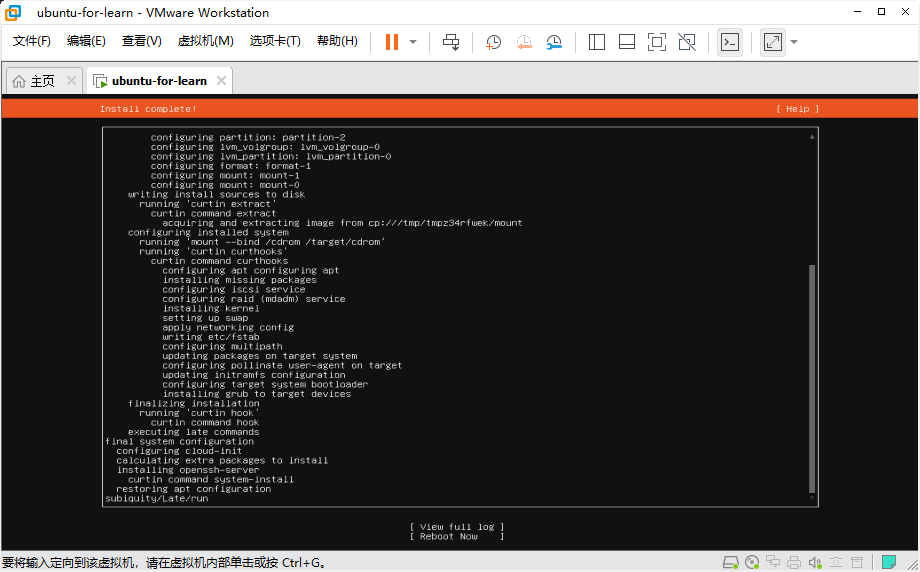 ubuntu-for-learn - VMware Workstation
文件(F) 编辑(E) 查看(V) 虚拟机(M) 选项卡(T) 帮助(H)
主页 ubuntu-for-learn
Install complete! [ Help ]
configuring partition: partition-2
configuring lvm_volgroup: lvm_volgroup-0
configuring lvm_partition: lvm_partition-0
configuring format: format-1
configuring mount: mount-1
configuring mount: mount-0
writing install sources to disk
running 'curtin extract'
curtin command extract
acquiring and extracting image from cp:///tmp/tmpz34rfwek/mount
configuring installed system
running 'mount --bind /cdrom /target/cdrom'
running 'curtin curthooks'
curtin command curthooks
configuring apt configuring apt
installing missing packages
configuring iscsi service
configuring raid (mdadm) service
installing kernel
setting up swap
apply networking config
writing etc/fstab
configuring multipath
updating packages on target system
configuring pollinate user-agent on target
updating initramfs configuration
configuring target system bootloader
installing grub to target devices
finalizing installation
running 'curtin hook'
curtin command hook
executing late commands
final system configuration
configuring cloud-init
calculating extra packages to install
installing openssh-server
curtin command system-install
restoring apt configuration
subiquity/Late/run
[ View full log ]
[ Reboot Now ]
要将输入定向到该虚拟机，请在虚拟机内部单击或按 Ctrl+G。